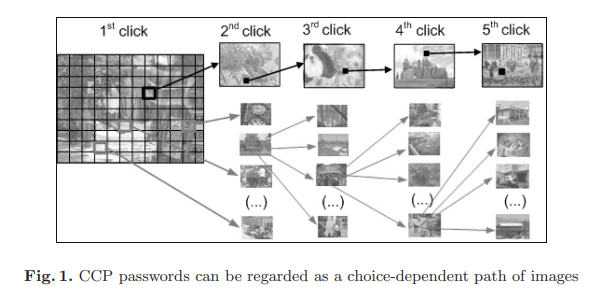 1st click 2nd click 3rd click 4th click 5th click
(...) (...) (...) (...)
Fig. 1. CCP passwords can be regarded as a choice-dependent path of images